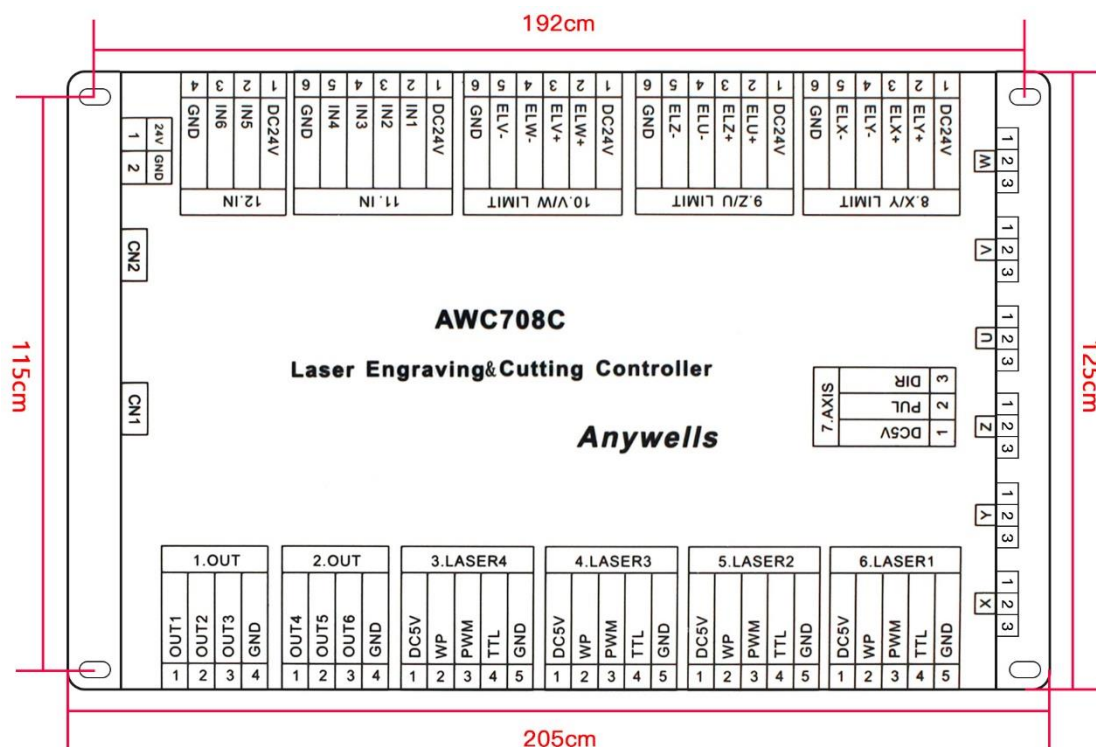 192cm
4 3 2 1 6 5 4 3 2 1 6 5 4 3 2 1 6 5 4 3 2 1 6 5 4 3 2 1
GND IN6 IN5 DC24V
12.IN
GND IN4 IN3 IN2 IN1 DC24V
11.IN
GND ELV- ELW- ELV+ ELW+ DC24V
10.V/W LIMIT
GND ELZ- ELU- ELZ+ ELU+ DC24V
9.Z/U LIMIT
GND ELX- ELY- ELX+ ELY+ DC24V
8.X/Y LIMIT
1 24V
2 GND
CN2
CN1
115cm
125cm
W 1 2 3
V 1 2 3
U 1 2 3
Z 1 2 3
Y 1 2 3
X 1 2 3
AWC708C
Laser Engraving&Cutting Controller
Anywells
7.AXIS
DIR 3
PUL 2
DC5V 1
1.OUT
OUT1 OUT2 OUT3 GND
1 2 3 4
2.OUT
OUT4 OUT5 OUT6 GND
1 2 3 4
3.LASER4
DC5V WP PWM TTL GND
1 2 3 4 5
4.LASER3
DC5V WP PWM TTL GND
1 2 3 4 5
5.LASER2
DC5V WP PWM TTL GND
1 2 3 4 5
6.LASER1
DC5V WP PWM TTL GND
1 2 3 4 5
205cm